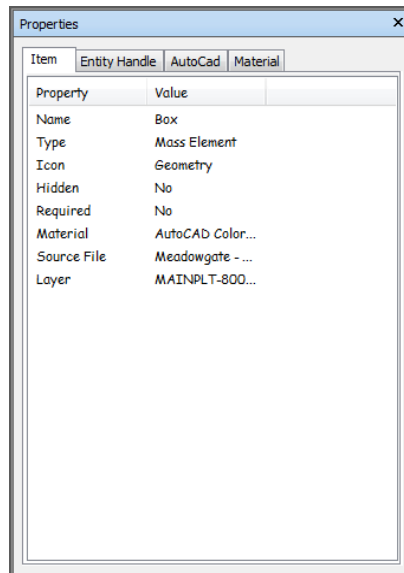 Properties
Item Entity Handle AutoCad Material
Property Value
Name Box
Type Mass Element
Icon Geometry
Hidden No
Required No
Material AutoCAD Color...
Source File Meadowgate - ...
Layer MAINPLT-800...